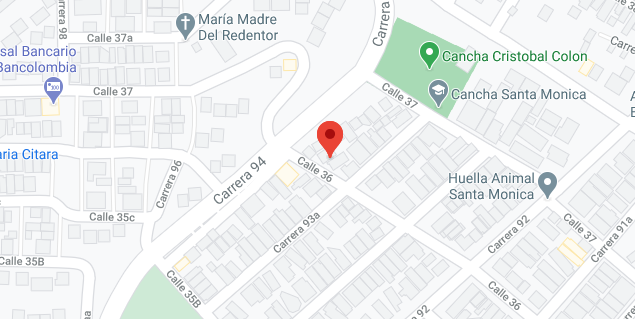 Carrera 98
Calle 37a
María Madre
Del Redentor
Carrera
Cancha Cristobal Colon
sal Bancario
Bancolombia
Calle 37
Calle 37
Cancha Santa Monica
aria Citara
Carrera 96
Carrera 94
Calle 36
Huella Animal
Santa Monica
Calle 35c
Carrera 93a
Carrera 92
Calle 37
Carrera 91a
Calle 35B
Calle 35B
Calle 36
92